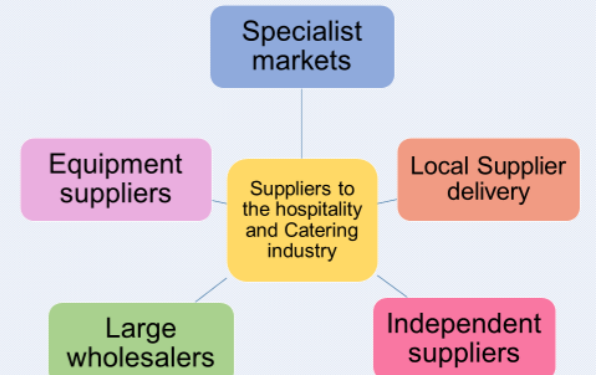 Specialist
markets
Equipment
suppliers
Suppliers to
the hospitality
and Catering
industry
Local Supplier
delivery
Large
wholesalers
Independent
suppliers